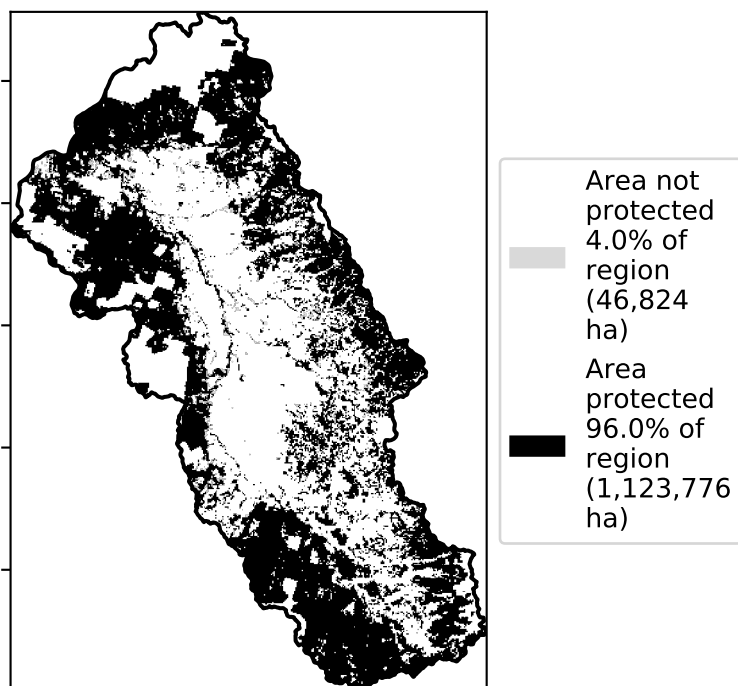 Area not
protected
4.0% of
region
(46,824
ha)
Area
protected
96.0% of
region
(1,123,776
ha)